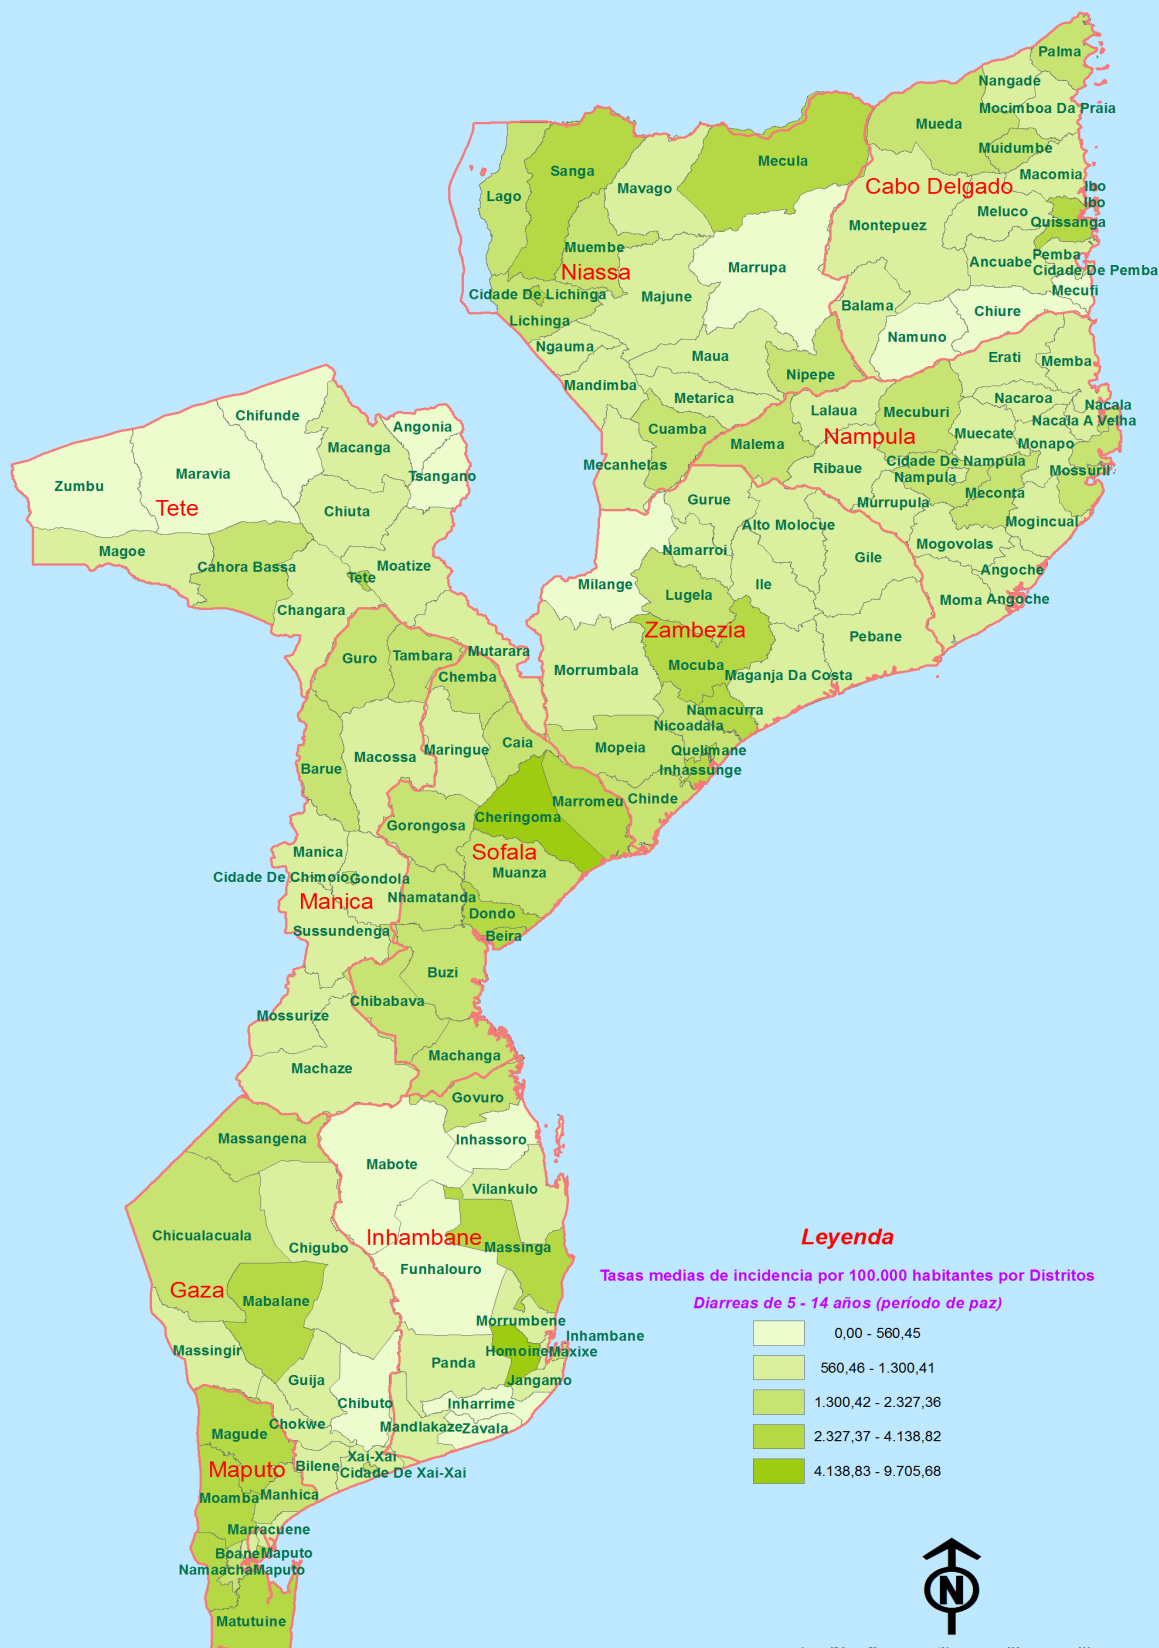 Palma
Nangade
Mocimboa Da Praia
Mueda
Muidumbe
Mecula
Sanga
Macomia
Mavago
Cabo Delgado
Ibo
Lago
Ibo
Meluco
Quissanga
Montepuez
Muembe
Pemba
Ancuabe
Marrupa
Niassa
Cidade De Pemba
Mecufi
Cidade De Lichinga
Majune
Balama
Chiure
Lichinga
Namuno
Ngauma
Maua
Erati
Memba
Nipepe
Mandimba
Metarica
Nacaroa
Nacala
Lalaua
Mecuburi
Chifunde
Nacala A Velha
Angonia
Cuamba
Muecate
Nampula
Malema
Monapo
Macanga
Cidade De Nampula
Mecanhelas
Ribaue
Mossuril
Maravia
Tsangano
Nampula
Zumbu
Meconta
Gurue
Murrupula
Tete
Chiuta
Mogincual
Alto Molocue
Mogovolas
Magoe
Namarroi
Gile
Cahora Bassa
Moatize
Angoche
Tete
Milange
Ile
Lugela
Moma
Angoche
Changara
Zambezia
Pebane
Mutarara
Guro
Tambara
Mocuba
Morrumbala
Chemba
Maganja Da Costa
Namacurra
Nicoadala
Caia
Mopeia
Maringue
Quelimane
Macossa
Barue
Inhassunge
Marromeu
Chinde
Cheringoma
Gorongosa
Manica
Sofala
Muanza
Cidade De Chimoio
Gondola
Nhamatanda
Manica
Dondo
Sussundenga
Beira
Buzi
Chibabava
Mossurize
Machanga
Machaze
Govuro
Massangena
Inhassoro
Mabote
Vilankulo
Chicualacuala
Inhambane
Chigubo
Massinga
Funhalouro
Gaza
Mabalane
Morrumbene
Inhambane
Massingir
Homoine
Maxixe
Panda
Guija
Jangamo
Chibuto
Inharrime
Chokwe
Mandlakaze
Zavala
Magude
Xai-Xai
Bilene
Maputo
Cidade De Xai-Xai
Manhica
Moamba
Marracuene
Boane
Maputo
Namaacha
Maputo
Matutuine
Leyenda
Tasas medias de incidencia por 100.000 habitantes por Distritos
Diarreas de 5 - 14 años (período de paz)
0,00 - 560,45
560,46 - 1.300,41
1.300,42 - 2.327,36
2.327,37 - 4.138,82
4.138,83 - 9.705,68
N